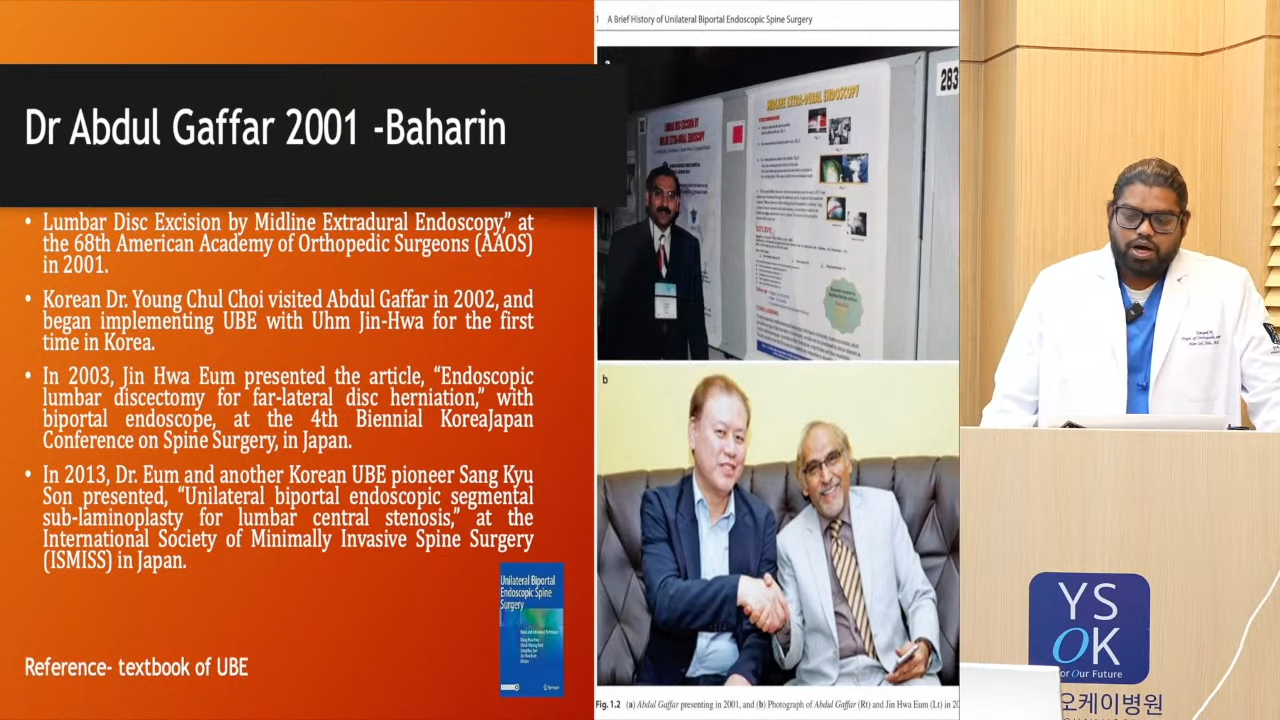 Dr Abdul Gaffar 2001 -Baharin
• Lumbar Disc Excision by Midline Extradural Endoscopy,” at
the 68th American Academy of Orthopedic Surgeons (AAOS)
in 2001.
• Korean Dr. Young Chul Choi visited Abdul Gaffar in 2002, and
began implementing UBE with Uhm Jin-Hwa for the first
time in Korea.
• In 2003, Jin Hwa Eum presented the article, “Endoscopic
lumbar discectomy for far-lateral disc herniation,” with
biportal endoscope, at the 4th Biennial KoreaJapan
Conference on Spine Surgery, in Japan.
• In 2013, Dr. Eum and another Korean UBE pioneer Sang Kyu
Son presented, “Unilateral biportal endoscopic segmental
sub-laminoplasty for lumbar central stenosis,” at the
International Society of Minimally Invasive Spine Surgery
(ISMISS) in Japan.
Unilateral Biportal
Endoscopic Spine
Surgery
Reference- textbook of UBE
1 A Brief History of Unilateral Biportal Endoscopic Spine Surgery
a
283
MIDLINE EXTRA-DURAL ENDOSCOPY
b
Fig. 1.2 (a) Abdul Gaffar presenting in 2001, and (b) Photograph of Abdul Gaffar (Rt) and Jin Hwa Eum (Lt) in 20
YS
OK
For Our Future
오케이병원